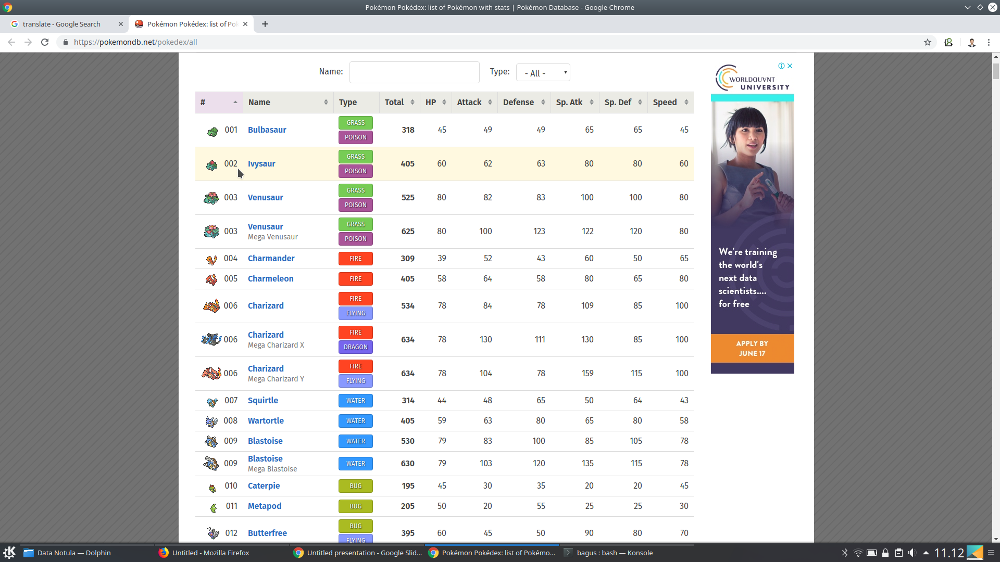 Pokémon Pokédex: list of Pokémon with stats | Pokémon Database - Google Chrome
translate - Google Search
Pokémon Pokédex: list of Pok
https://pokemondb.net/pokedex/all
Name: Type: - All -
# Name Type Total HP Attack Defense Sp. Atk Sp. Def Speed
001 Bulbasaur GRASS POISON 318 45 49 49 65 65 45
002 Ivysaur GRASS POISON 405 60 62 63 80 80 60
003 Venusaur GRASS POISON 525 80 82 83 100 100 80
003 Venusaur Mega Venusaur GRASS POISON 625 80 100 123 122 120 80
004 Charmander FIRE 309 39 52 43 60 50 65
005 Charmeleon FIRE 405 58 64 58 80 65 80
006 Charizard FIRE FLYING 534 78 84 78 109 85 100
006 Charizard Mega Charizard X FIRE DRAGON 634 78 130 111 130 85 100
006 Charizard Mega Charizard Y FIRE FLYING 634 78 104 78 159 115 100
007 Squirtle WATER 314 44 48 65 50 64 43
008 Wartortle WATER 405 59 63 80 65 80 58
009 Blastoise WATER 530 79 83 100 85 105 78
009 Blastoise Mega Blastoise WATER 630 79 103 120 135 115 78
010 Caterpie BUG 195 45 30 35 20 20 45
011 Metapod BUG 205 50 20 55 25 25 30
012 Butterfree BUG FLYING 395 60 45 50 90 80 70
WORLDQUANT
UNIVERSITY
We're training
the world's
next data
scientists....
for free
APPLY BY
JUNE 17
Data Notula — Dolphin
Untitled - Mozilla Firefox
Untitled presentation - Google Slid...
Pokémon Pokédex: list of Pokémo...
bagus : bash — Konsole
11.12